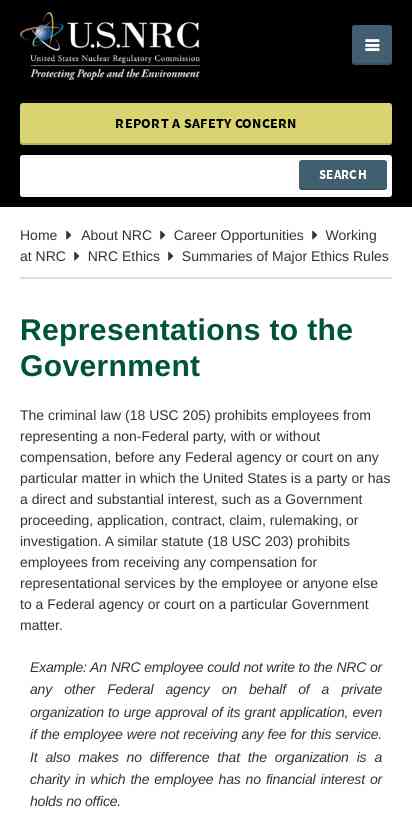 U.S.NRC
United States Nuclear Regulatory Commission
Protecting People and the Environment
REPORT A SAFETY CONCERN
SEARCH
Home About NRC Career Opportunities Working
at NRC NRC Ethics Summaries of Major Ethics Rules
Representations to the
Government
The criminal law (18 USC 205) prohibits employees from
representing a non-Federal party, with or without
compensation, before any Federal agency or court on any
particular matter in which the United States is a party or has
a direct and substantial interest, such as a Government
proceeding, application, contract, claim, rulemaking, or
investigation. A similar statute (18 USC 203) prohibits
employees from receiving any compensation for
representational services by the employee or anyone else
to a Federal agency or court on a particular Government
matter.
Example: An NRC employee could not write to the NRC or
any other Federal agency on behalf of a private
organization to urge approval of its grant application, even
if the employee were not receiving any fee for this service.
It also makes no difference that the organization is a
charity in which the employee has no financial interest or
holds no office.